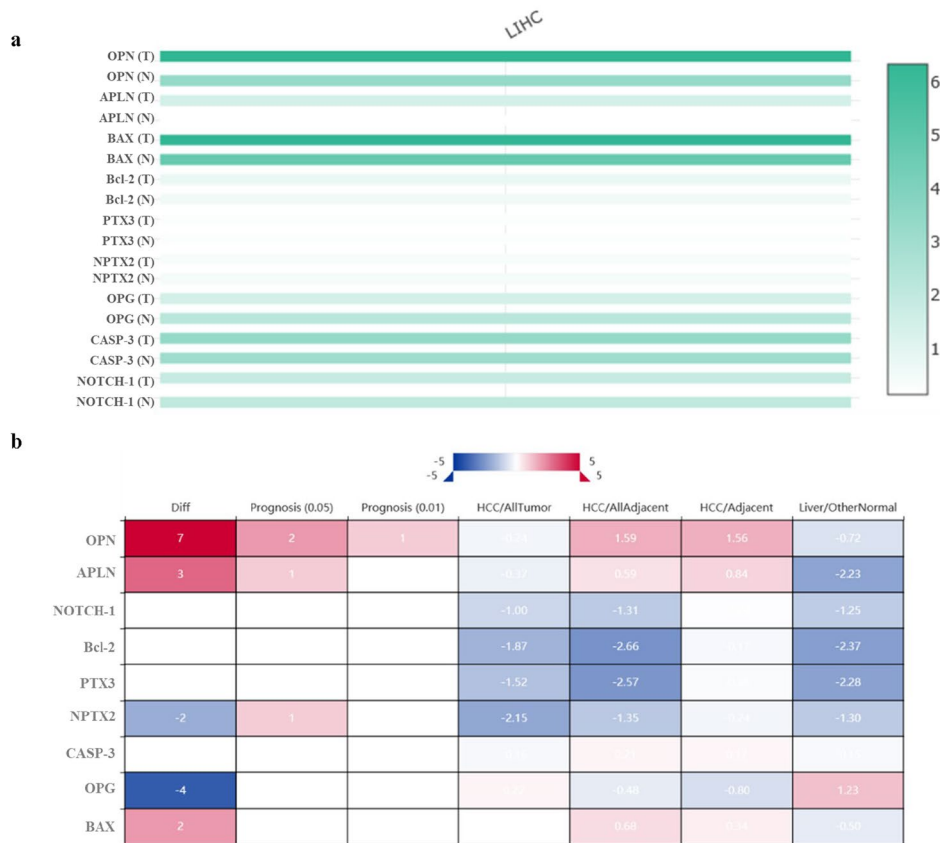 a
LIHC
OPN (T)
OPN (N)
APLN (T)
APLN (N)
BAX (T)
BAX (N)
Bcl-2 (T)
Bcl-2 (N)
PTX3 (T)
PTX3 (N)
NPTX2 (T)
NPTX2 (N)
OPG (T)
OPG (N)
CASP-3 (T)
CASP-3 (N)
NOTCH-1 (T)
NOTCH-1 (N)
6
5
4
3
2
1
b
-5 5
-5 5
Diff Prognosis (0.05) Prognosis (0.01) HCC/AllTumor HCC/AllAdjacent HCC/Adjacent Liver/OtherNormal
OPN 7 2 1 1.59 1.56 -0.72
APLN 3 1 -0.37 0.59 0.84 -2.23
NOTCH-1 -1.00 -1.31 -1.25
Bcl-2 -1.87 -2.66 -2.37
PTX3 -1.52 -2.57 -2.28
NPTX2 -2 1 -2.15 -1.35 -1.30
CASP-3
OPG -4 -0.48 -0.80 1.23
BAX 2 0.68 -0.50